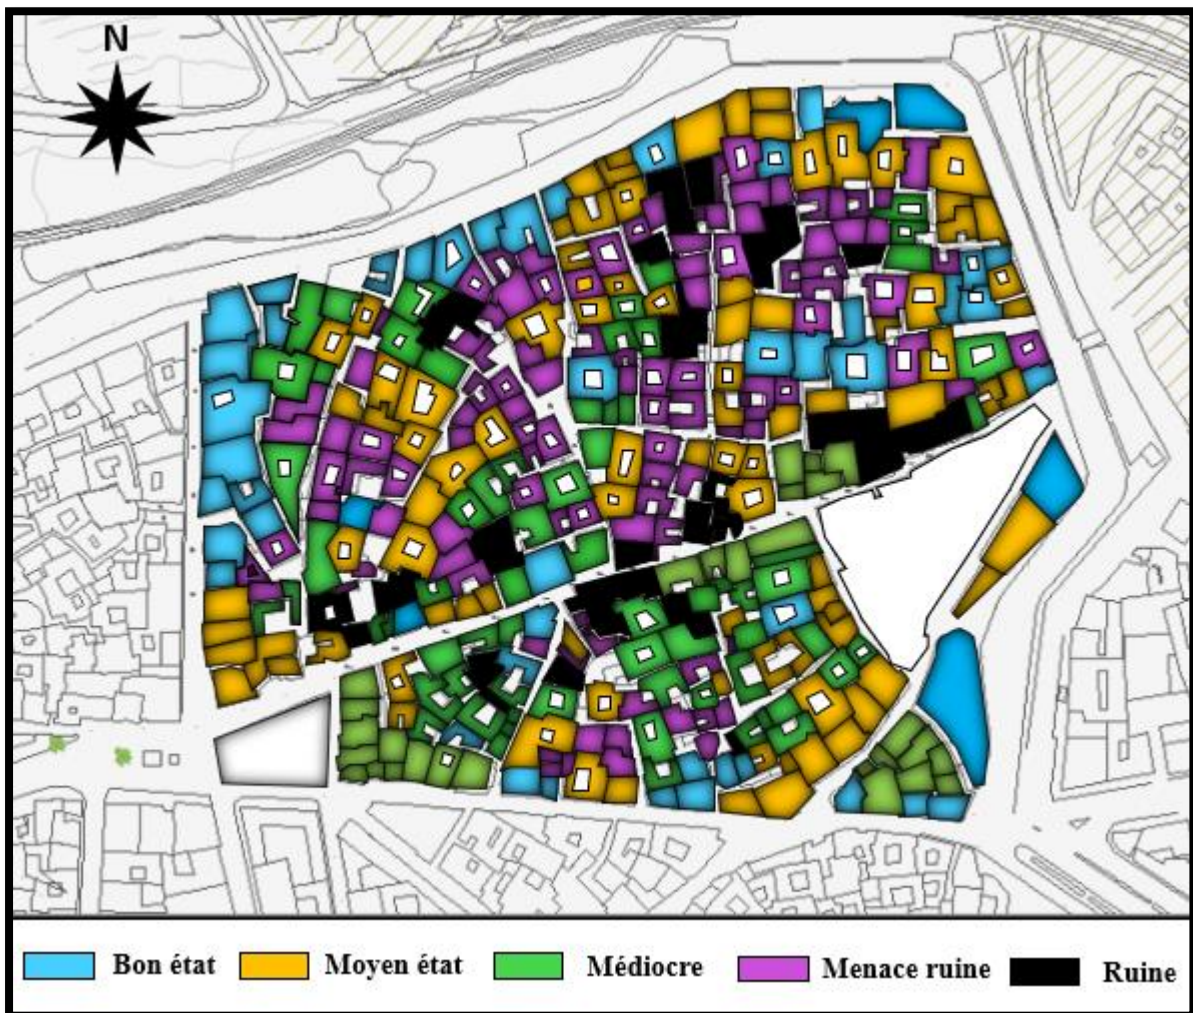 N
Bon état
Moyen état
Médiocre
Menace ruine
Ruine